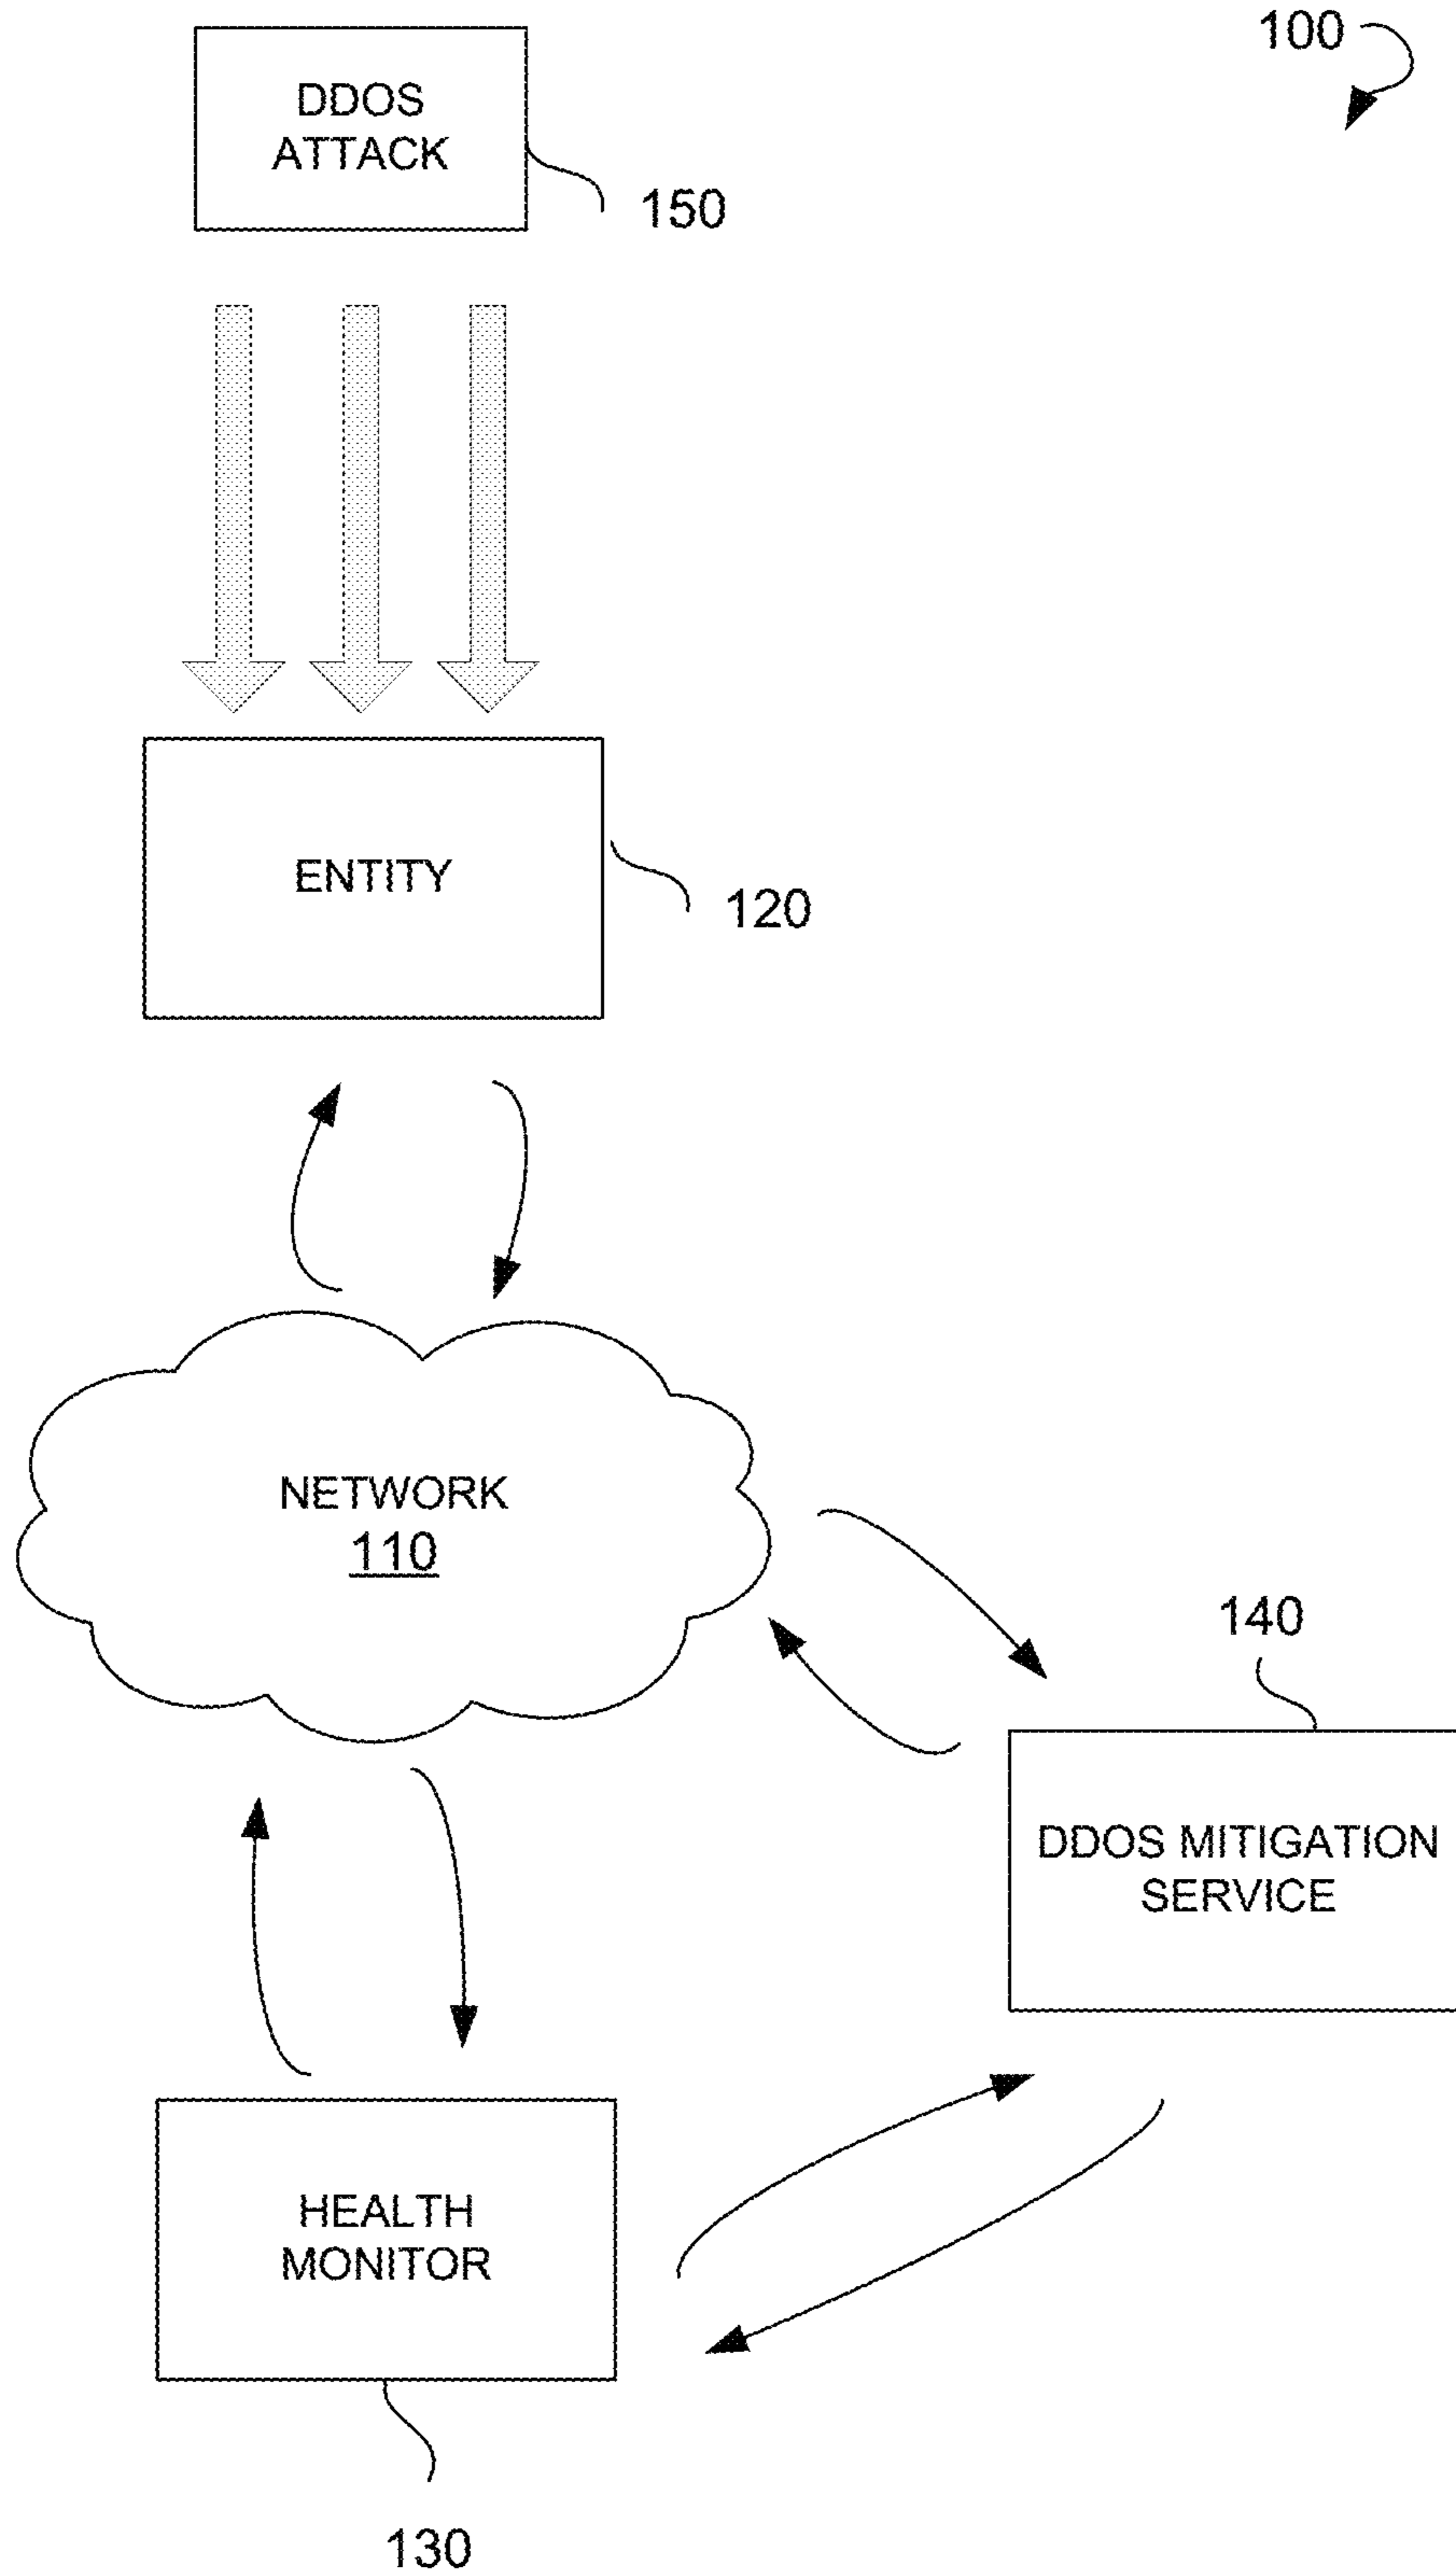 100
DDOS
ATTACK
150
ENTITY
120
NETWORK
110
140
DDOS MITIGATION
SERVICE
HEALTH
MONITOR
130